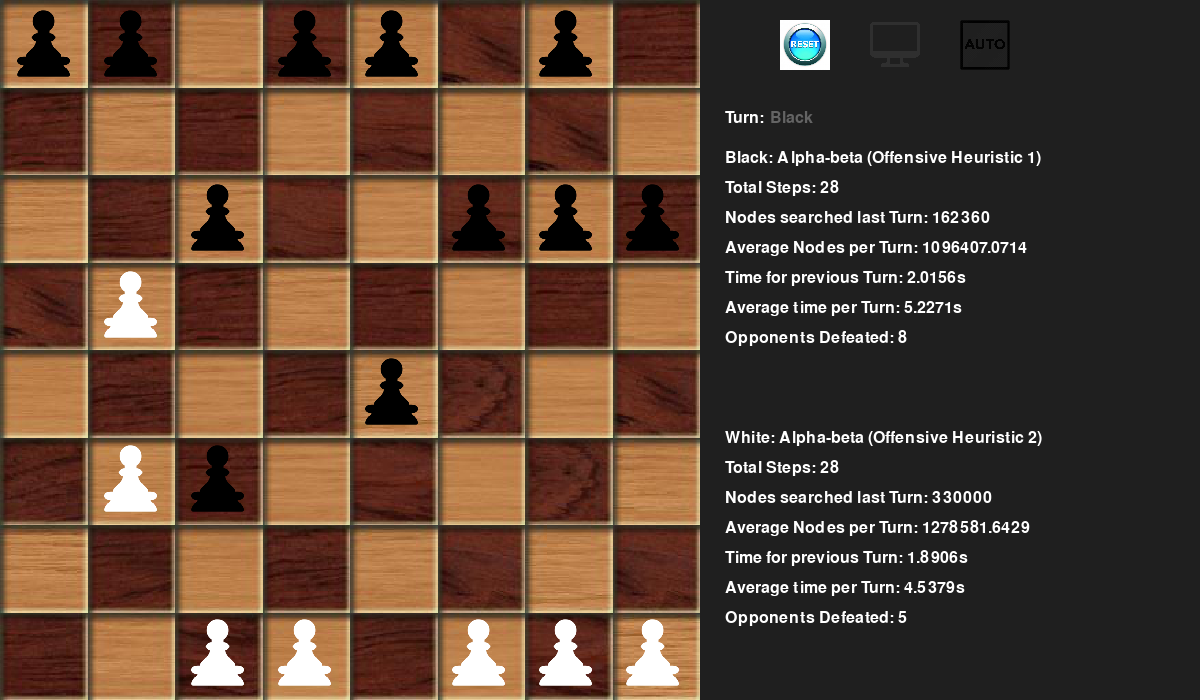 RESET
AUTO
Turn: Black
Black: Alpha-beta (Offensive Heuristic 1)
Total Steps: 28
Nodes searched last Turn: 162360
Average Nodes per Turn: 1096407.0714
Time for previous Turn: 2.0156s
Average time per Turn: 5.2271s
Opponents Defeated: 8
White: Alpha-beta (Offensive Heuristic 2)
Total Steps: 28
Nodes searched last Turn: 330000
Average Nodes per Turn: 1278581.6429
Time for previous Turn: 1.8906s
Average time per Turn: 4.5379s
Opponents Defeated: 5